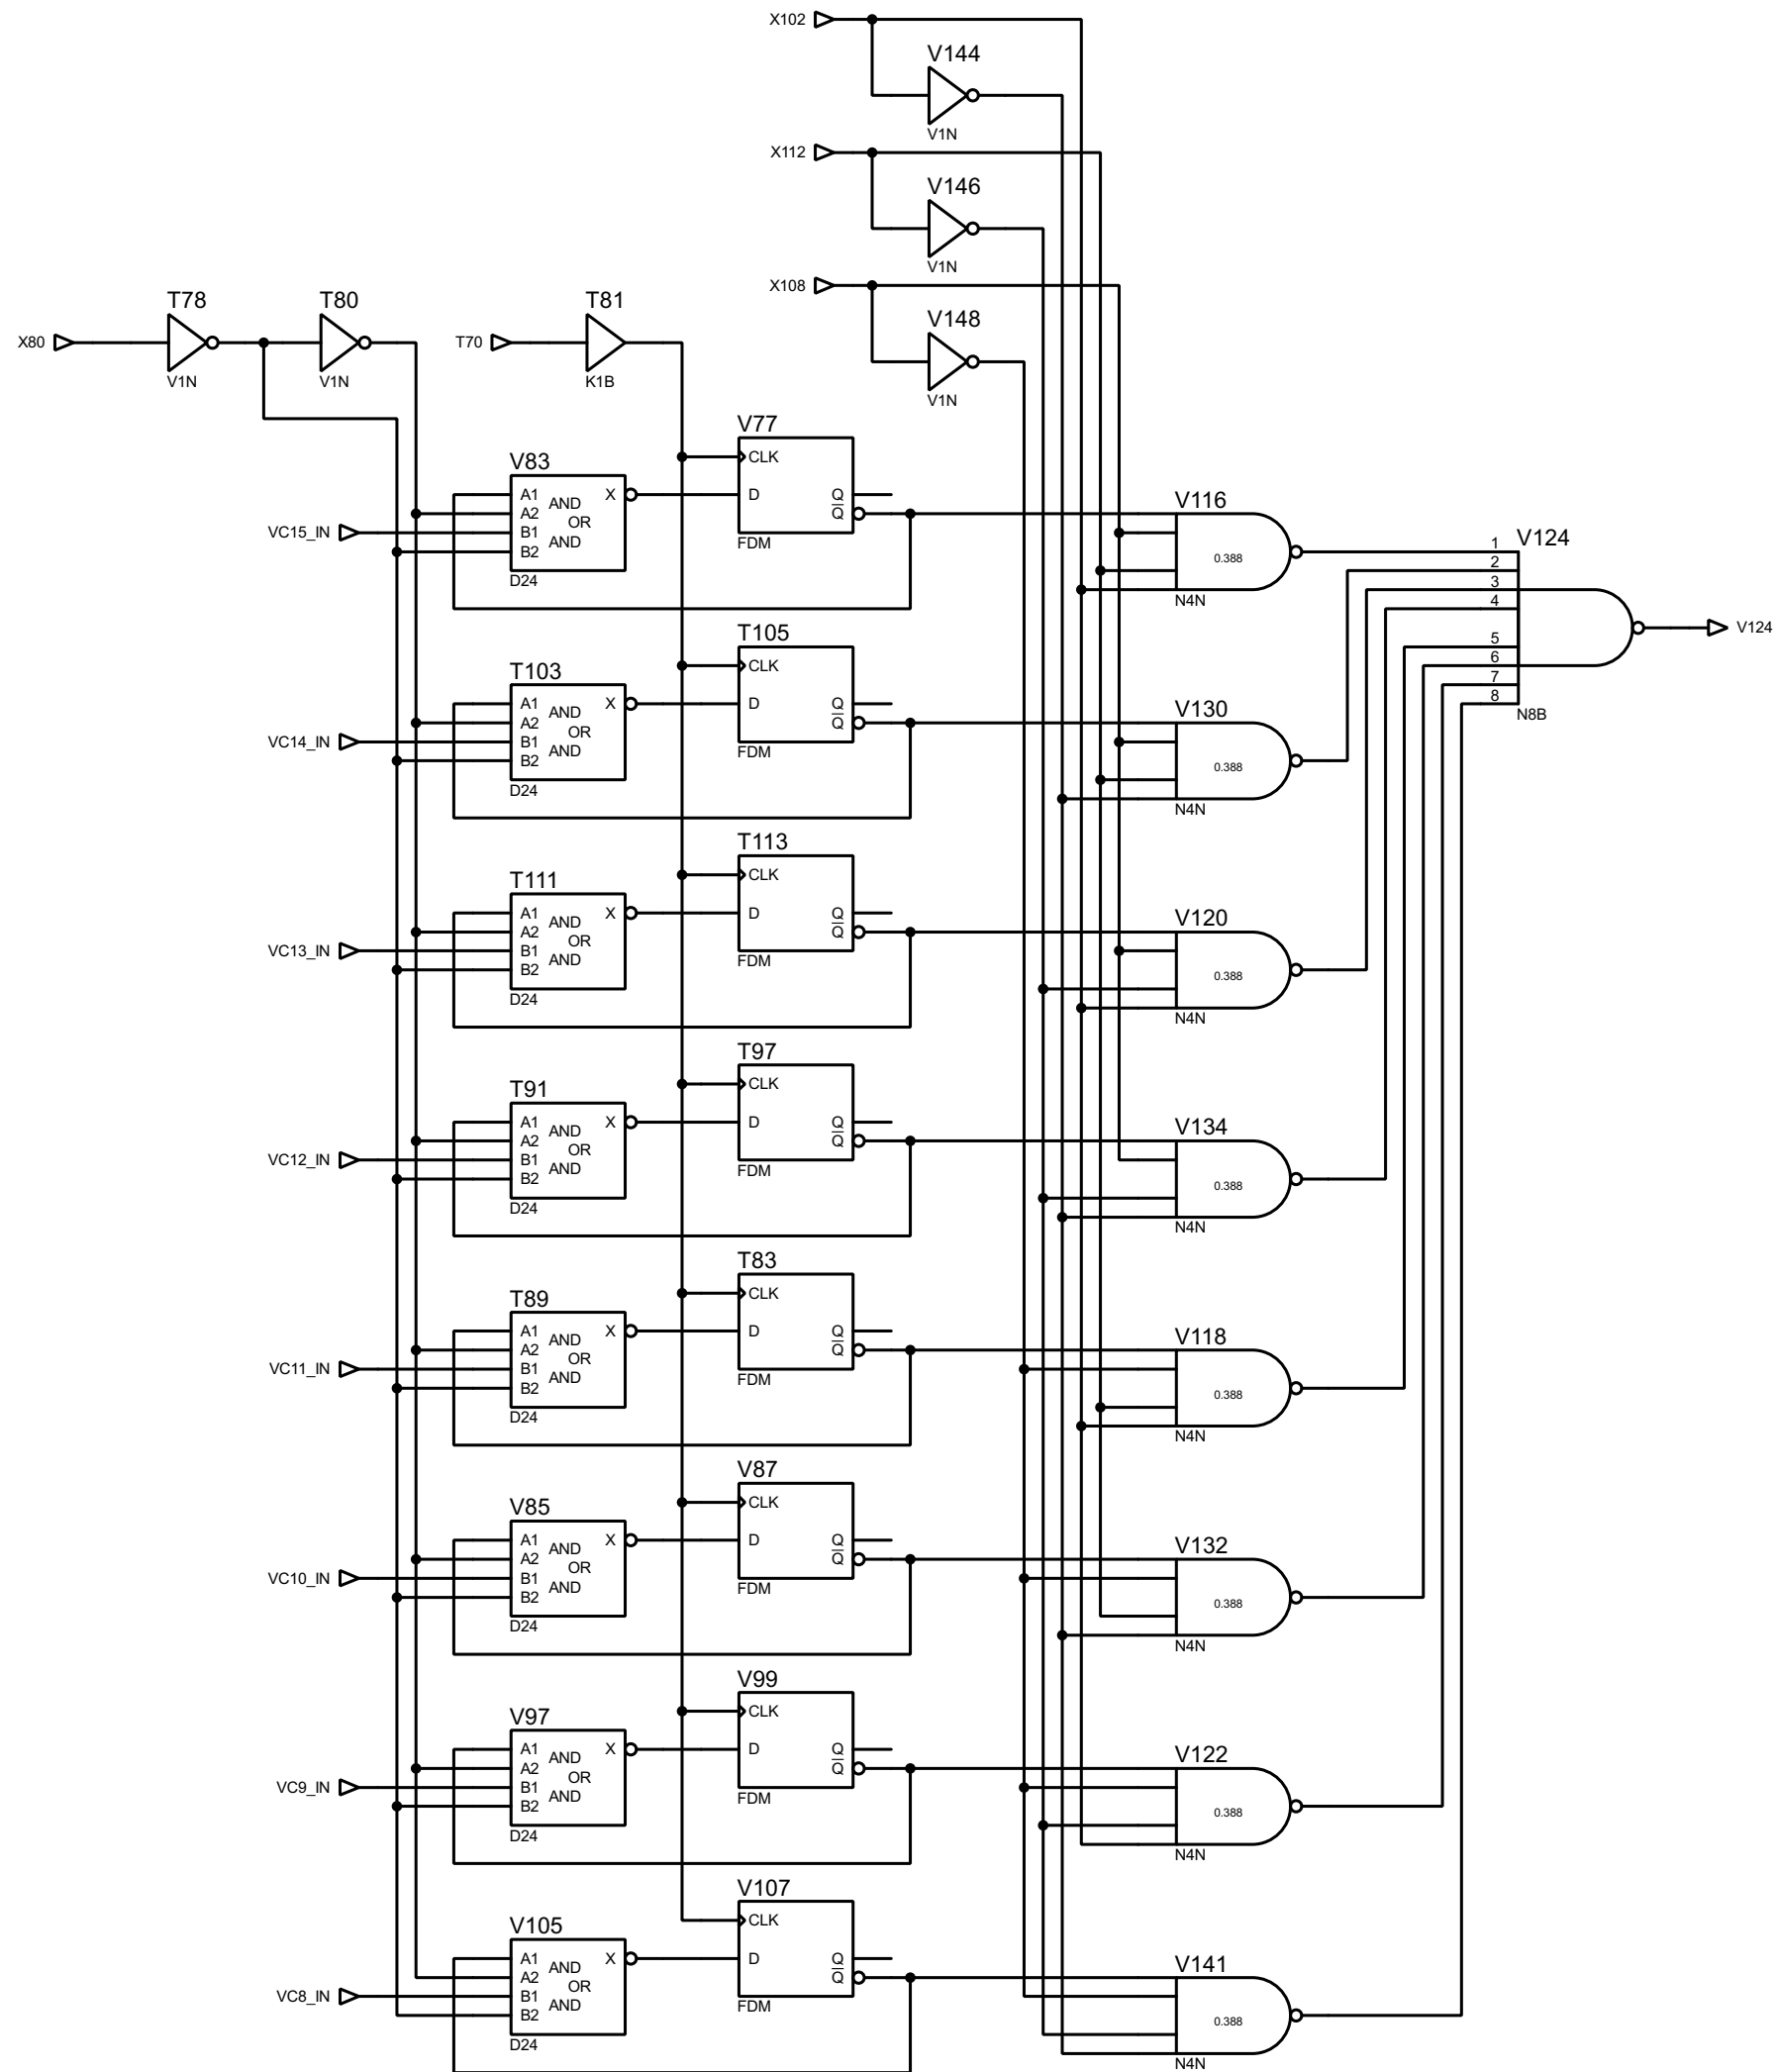 X102
V144
V1N
X112
V146
V1N
X108
V148
V1N
T78
T80
T81
X80
T70
V1N
V1N
K1B
V77
CLK
D
Q
Q
FDM
V83
A1 AND X
A2 OR
B1 AND
B2
D24
VC15_IN
V116
0.388
N4N
V124
1
2
3
4
5
6
7
8
N8B
V124
T105
CLK
D
Q
Q
FDM
T103
A1 AND X
A2 OR
B1 AND
B2
D24
VC14_IN
V130
0.388
N4N
T113
CLK
D
Q
Q
FDM
T111
A1 AND X
A2 OR
B1 AND
B2
D24
VC13_IN
V120
0.388
N4N
T97
CLK
D
Q
Q
FDM
T91
A1 AND X
A2 OR
B1 AND
B2
D24
VC12_IN
V134
0.388
N4N
T83
CLK
D
Q
Q
FDM
T89
A1 AND X
A2 OR
B1 AND
B2
D24
VC11_IN
V118
0.388
N4N
V87
CLK
D
Q
Q
FDM
V85
A1 AND X
A2 OR
B1 AND
B2
D24
VC10_IN
V132
0.388
N4N
V99
CLK
D
Q
Q
FDM
V97
A1 AND X
A2 OR
B1 AND
B2
D24
VC9_IN
V122
0.388
N4N
V107
CLK
D
Q
Q
FDM
V105
A1 AND X
A2 OR
B1 AND
B2
D24
VC8_IN
V141
0.388
N4N